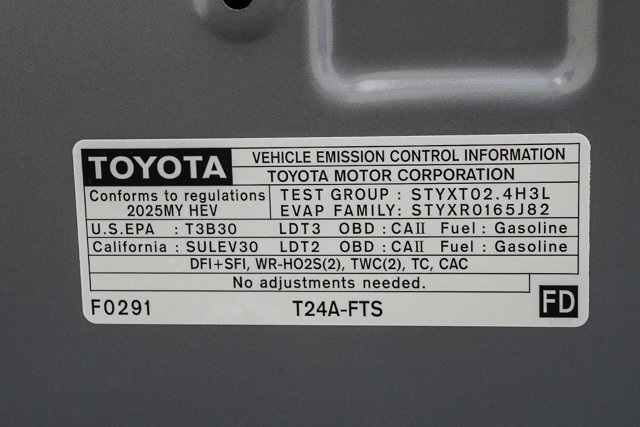 TOYOTA VEHICLE EMISSION CONTROL INFORMATION
TOYOTA MOTOR CORPORATION
Conforms to regulations TEST GROUP : STYXT02.4H3L
2025MY HEV EVAP FAMILY: STYXR0165J82
U.S.EPA : T3B30 LDT3 OBD : CAII Fuel : Gasoline
California : SULEV30 LDT2 OBD : CAII Fuel : Gasoline
DFI+SFI, WR-HO2S(2), TWC(2), TC, CAC
No adjustments needed.
F0291 T24A-FTS FD